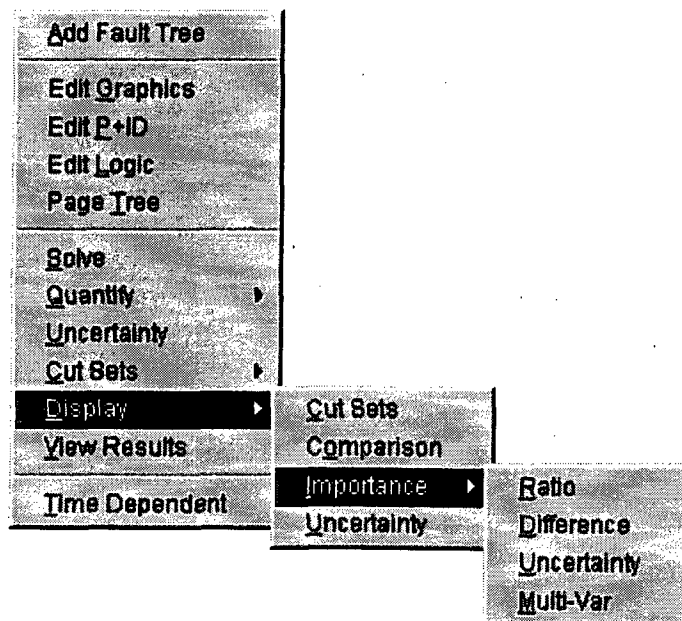 Add Fault Tree
Edit Graphics
Edit P+ID
Edit Logic
Page Tree
Solve
Quantify
Uncertainty
Cut Sets
Display
View Results
Time Dependent
Cut Sets
Comparison
Importance
Uncertainty
Ratio
Difference
Uncertainty
Multi-Var